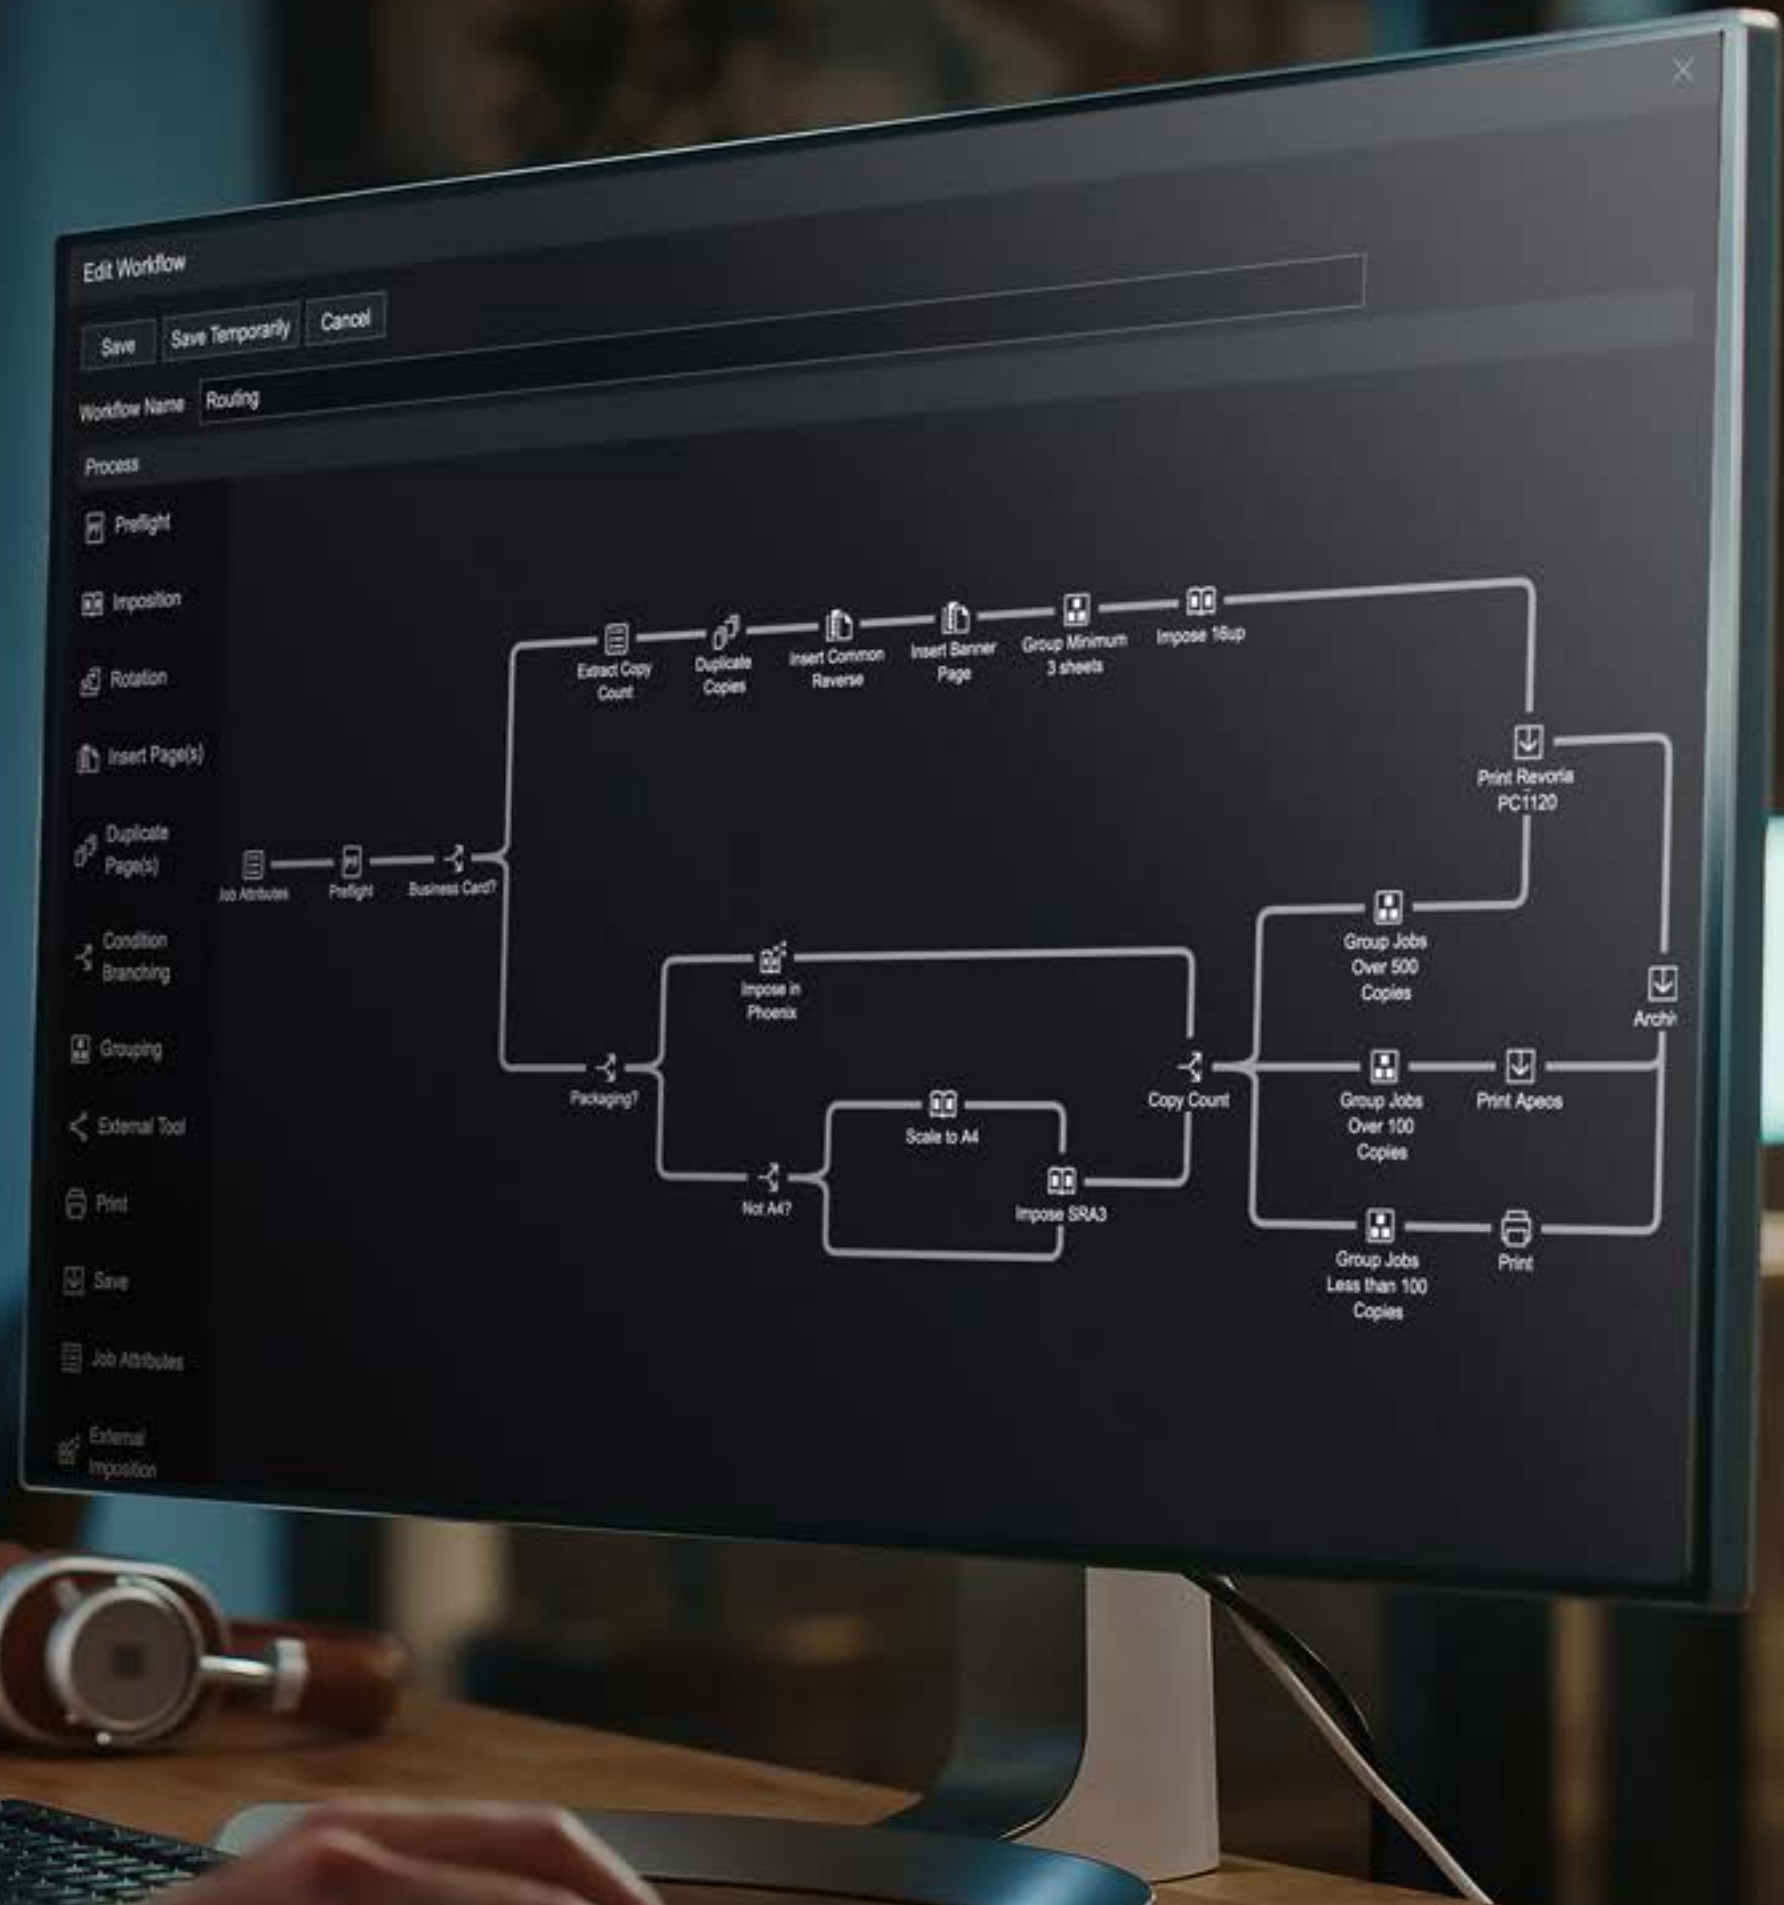 Edit Workflow
Save
Save Temporarily
Cancel
Workflow Name
Routing
Process
Preflight
Imposition
Rotation
Insert Page(s)
Duplicate
Page(s)
Condition
Branching
Grouping
External Tool
Print
Save
Job Attributes
External
Imposition
Job Attributes
Preflight
Business Card?
Extract Copy
Count
Duplicate
Copies
Insert Common
Reverse
Insert Banner
Page
Group Minimum
3 sheets
Impose 16up
Print Revoria
PC1120
Packaging?
Impose in
Phoenix
Not A4?
Scale to A4
Impose SRA3
Copy Count
Group Jobs
Over 500
Copies
Group Jobs
Over 100
Copies
Print Apeos
Group Jobs
Less than 100
Copies
Print